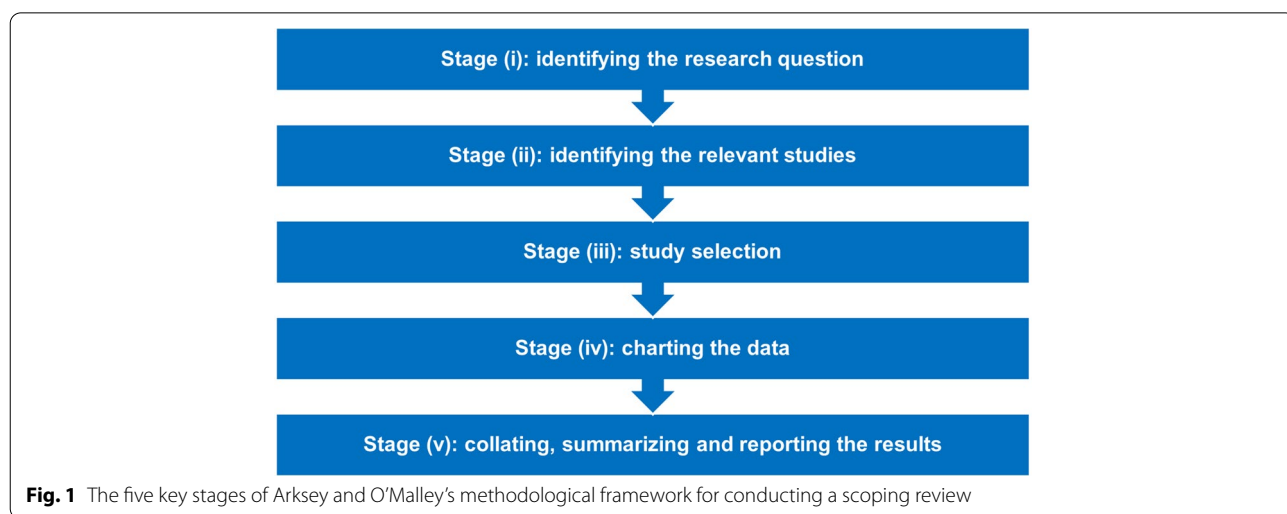 Stage (i): identifying the research question
Stage (ii): identifying the relevant studies
Stage (iii): study selection
Stage (iv): charting the data
Stage (v): collating, summarizing and reporting the results
Fig. 1 The five key stages of Arksey and O’Malley’s methodological framework for conducting a scoping review